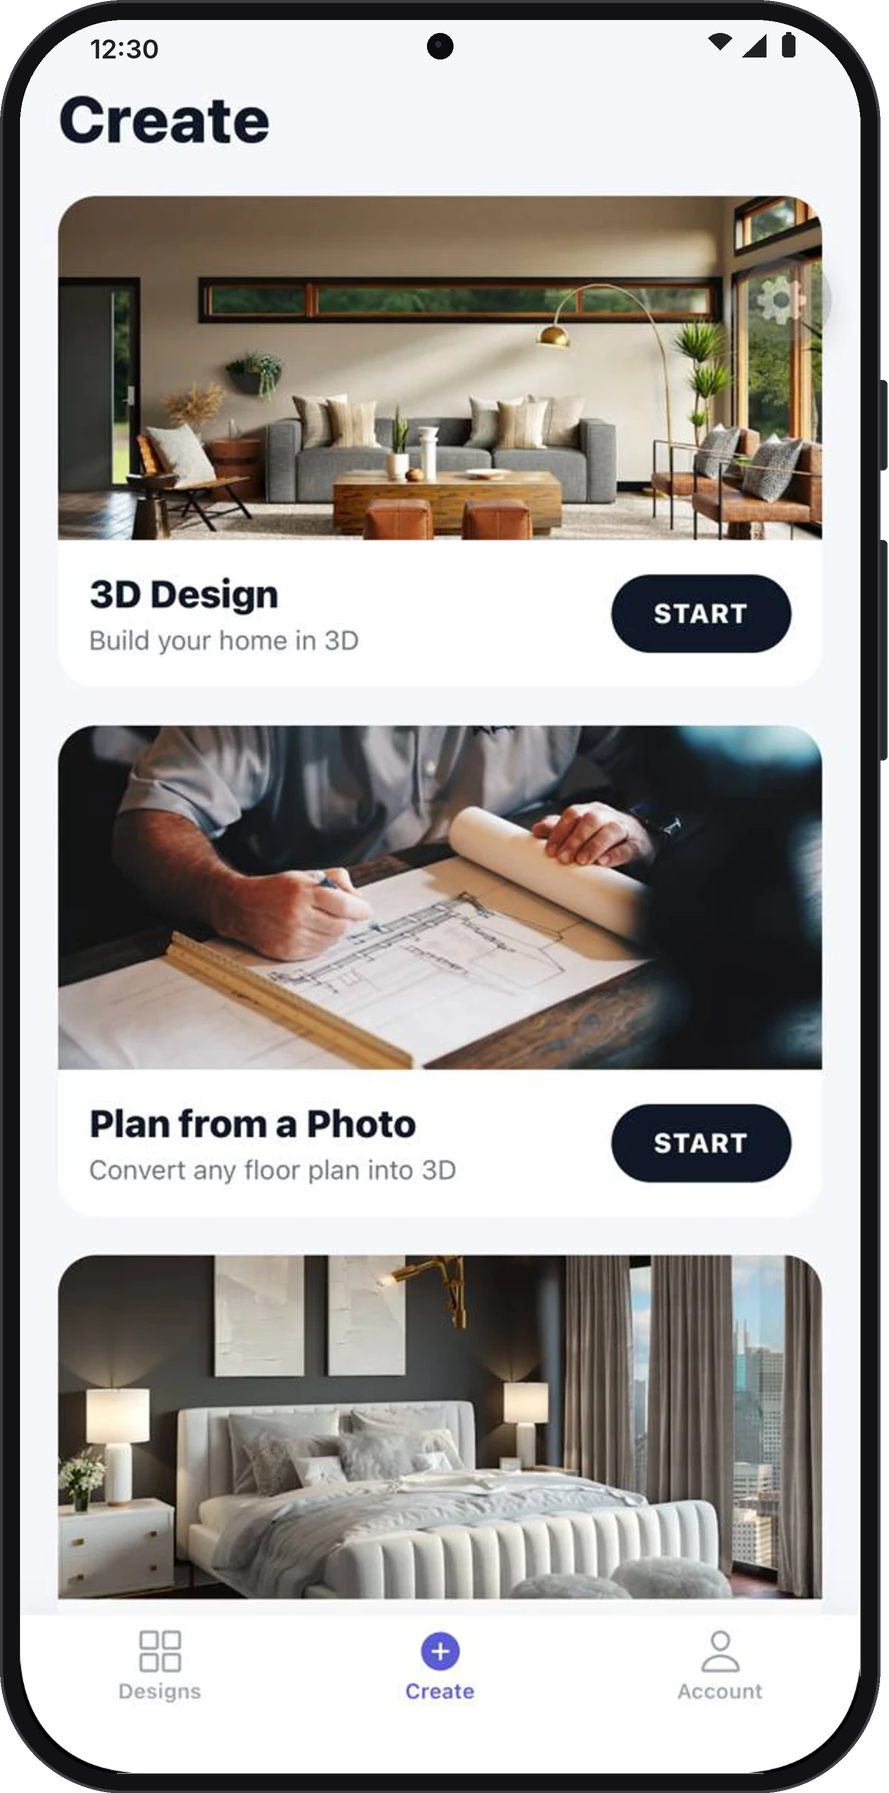 12:30
Create
3D Design
Build your home in 3D
START
Plan from a Photo
Convert any floor plan into 3D
START
Designs
Create
Account